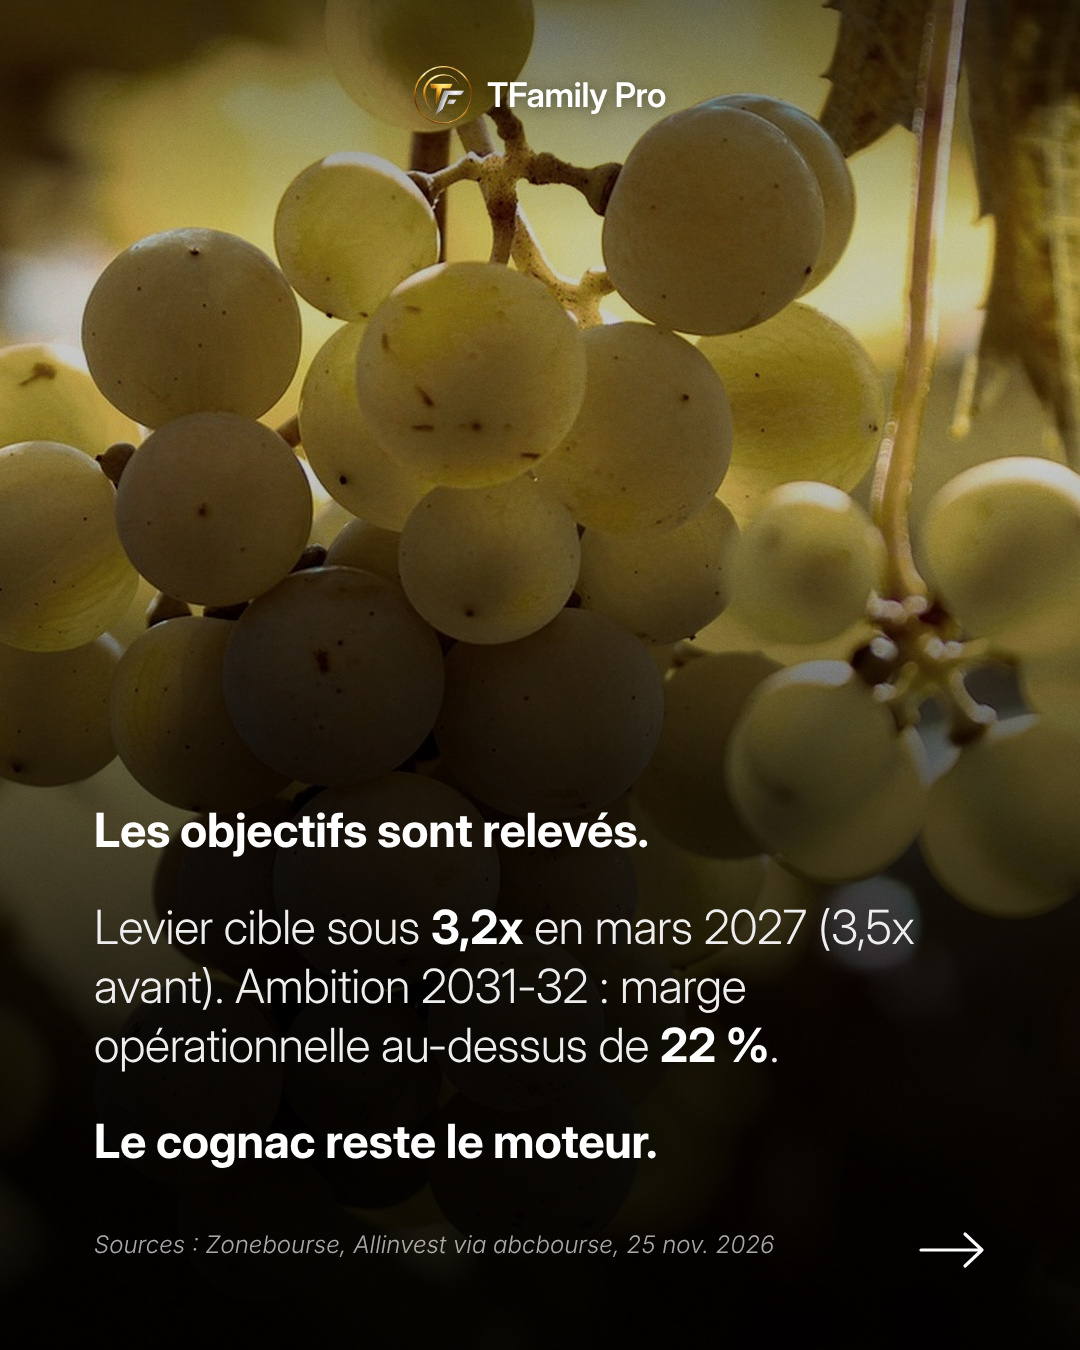 TF TFamily Pro
Les objectifs sont relevés.
Levier cible sous 3,2x en mars 2027 (3,5x
avant). Ambition 2031-32 : marge
opérationnelle au-dessus de 22 %.
Le cognac reste le moteur.
Sources : Zonebourse, Allinvest via abcbourse, 25 nov. 2026